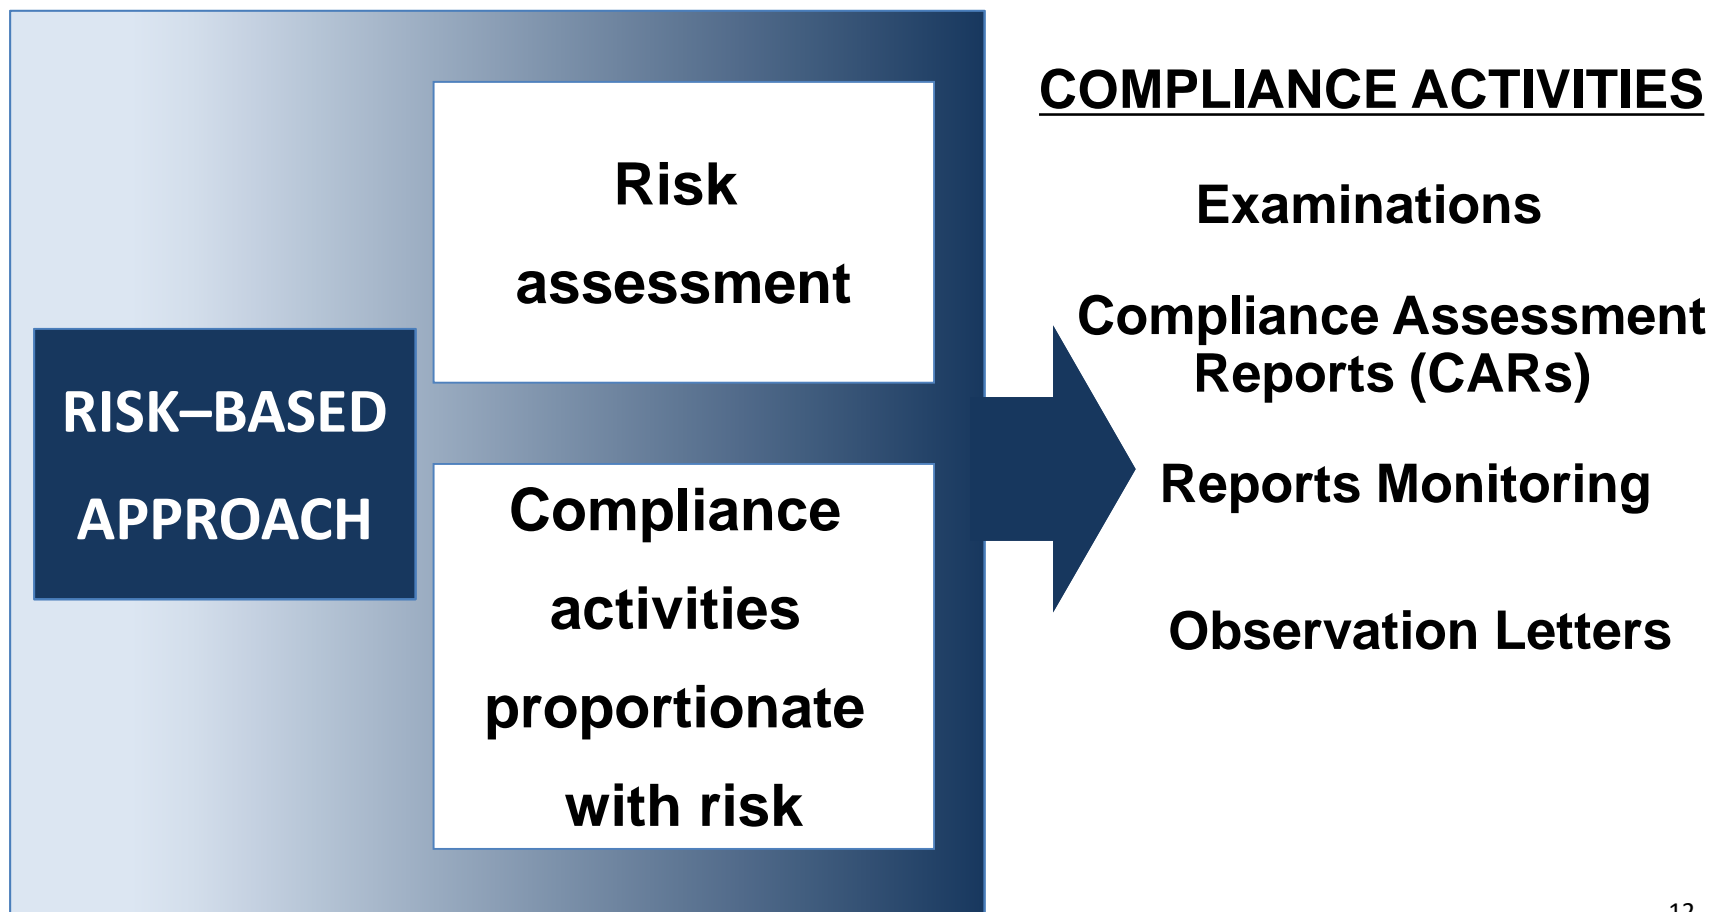 RISK–BASED
APPROACH
Risk
assessment
Compliance
activities
proportionate
with risk
COMPLIANCE ACTIVITIES
Examinations
Compliance Assessment
Reports (CARs)
Reports Monitoring
Observation Letters
12